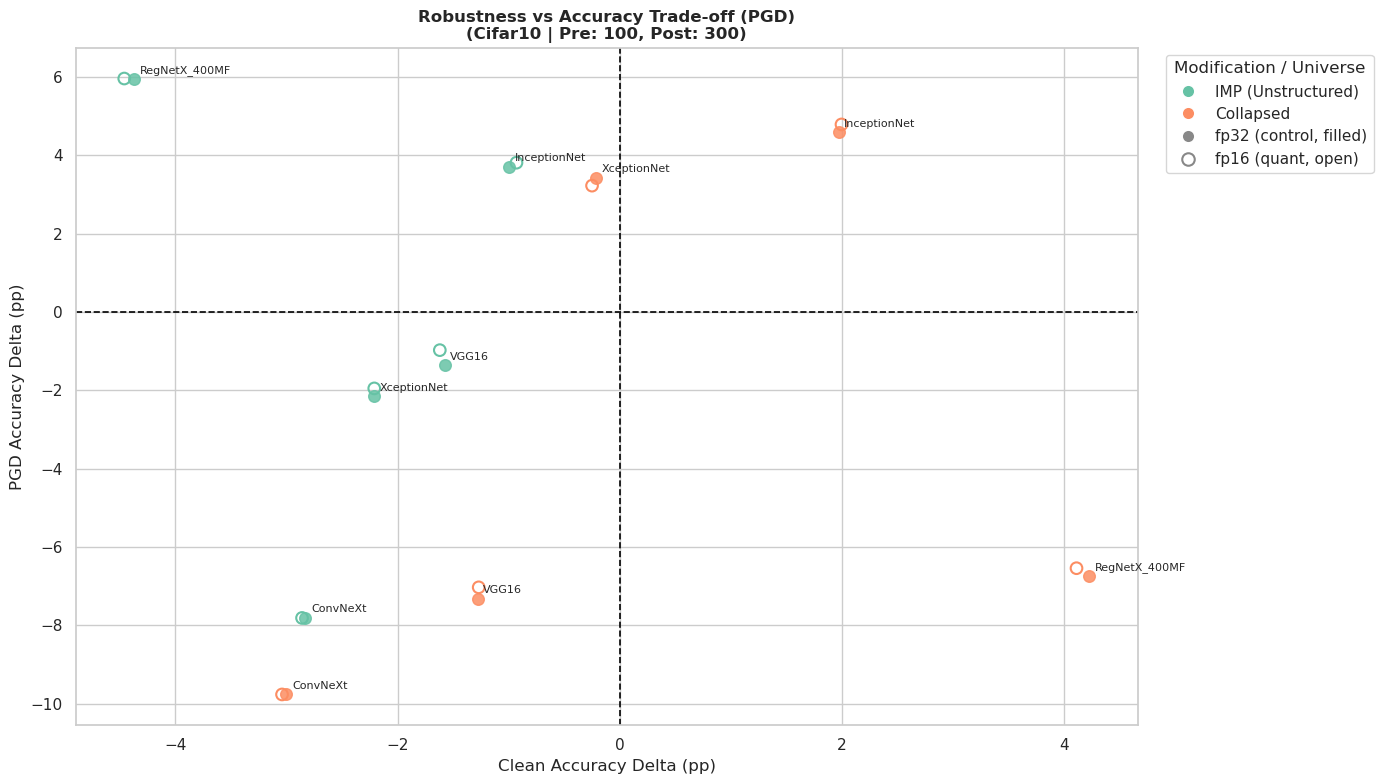 Robustness vs Accuracy Trade-off (PGD)
(Cifar10 | Pre: 100, Post: 300)
Modification / Universe
IMP (Unstructured)
Collapsed
fp32 (control, filled)
fp16 (quant, open)
RegNetX_400MF
InceptionNet
InceptionNet
XceptionNet
VGG16
XceptionNet
RegNetX_400MF
VGG16
ConvNeXt
ConvNeXt
PGD Accuracy Delta (pp)
6
4
2
0
−2
−4
−6
−8
−10
−4
−2
0
2
4
Clean Accuracy Delta (pp)